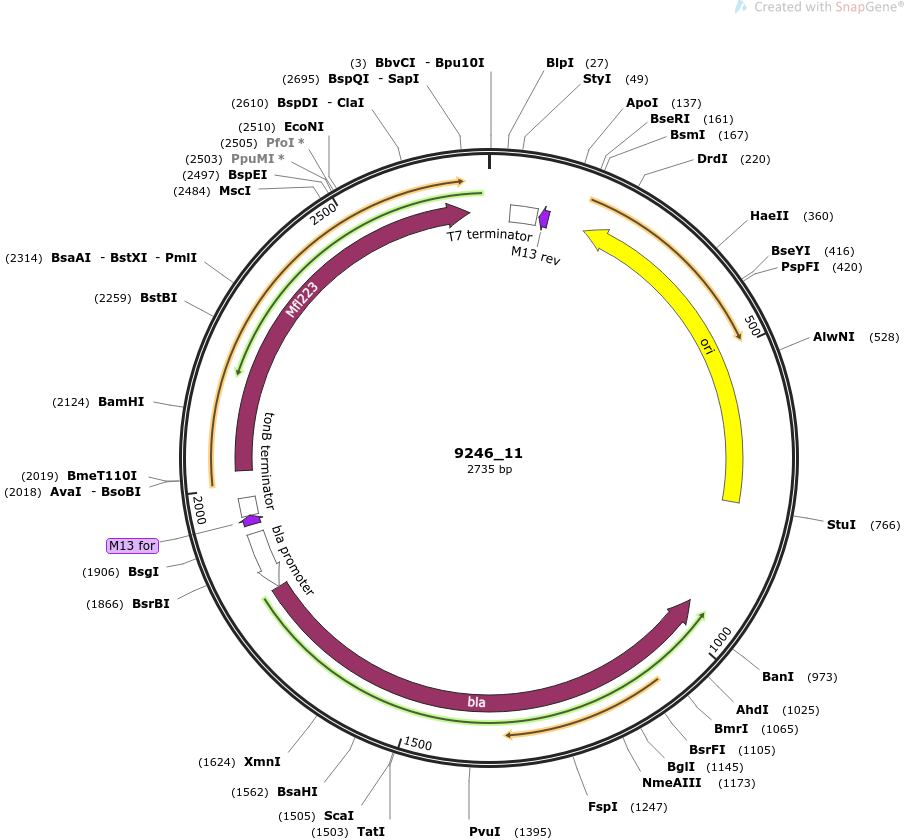 Created with SnapGene®
(3) BbvCI - Bpu10I
(2695) BspQI - SapI
(2610) BspDI - ClaI
(2510) EcoNI
(2505) PfoI *
(2503) PpuMI *
(2497) BspEI
(2484) MscI
(2314) BsaAI - BstXI - PmlI
(2259) BstBI
(2124) BamHI
(2019) BmeT110I
(2018) AvaI - BsoBI
M13 for
(1906) BsgI
(1866) BsrBI
(1624) XmnI
(1562) BsaHI
(1505) ScaI
(1503) TatI
BlpI (27)
StyI (49)
ApoI (137)
BseRI (161)
BsmI (167)
DrdI (220)
HaeII (360)
BseYI (416)
PspFI (420)
AlwNI (528)
StuI (766)
BanI (973)
AhdI (1025)
BmrI (1065)
BsrFI (1105)
BglI (1145)
NmeAIII (1173)
FspI (1247)
PvuI (1395)
500
1000
1500
2000
2500
T7 terminator
M13 rev
ori
bla
bla promoter
tonB terminator
Mfl223
9246_11
2735 bp